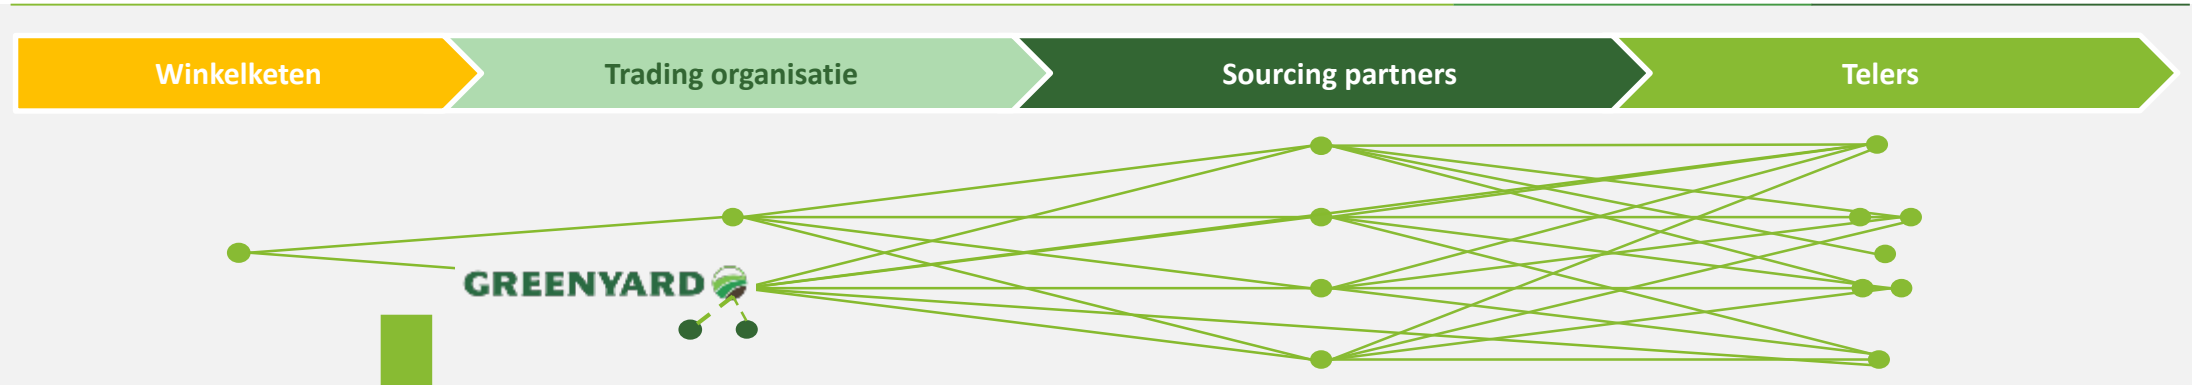 Winkelketen
Trading organisatie
Sourcing partners
Telers
GREENYARD